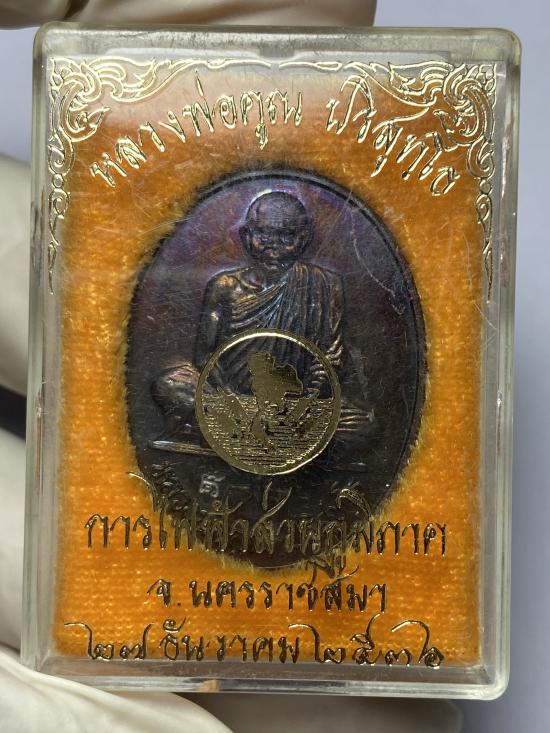 หลวงพ่อคูณ ปริสุทโธ
การไฟฟ้าส่วนภูมิภาค
จ.นครราชสีมา
๒๗ ธันวาคม ๒๕๓๖